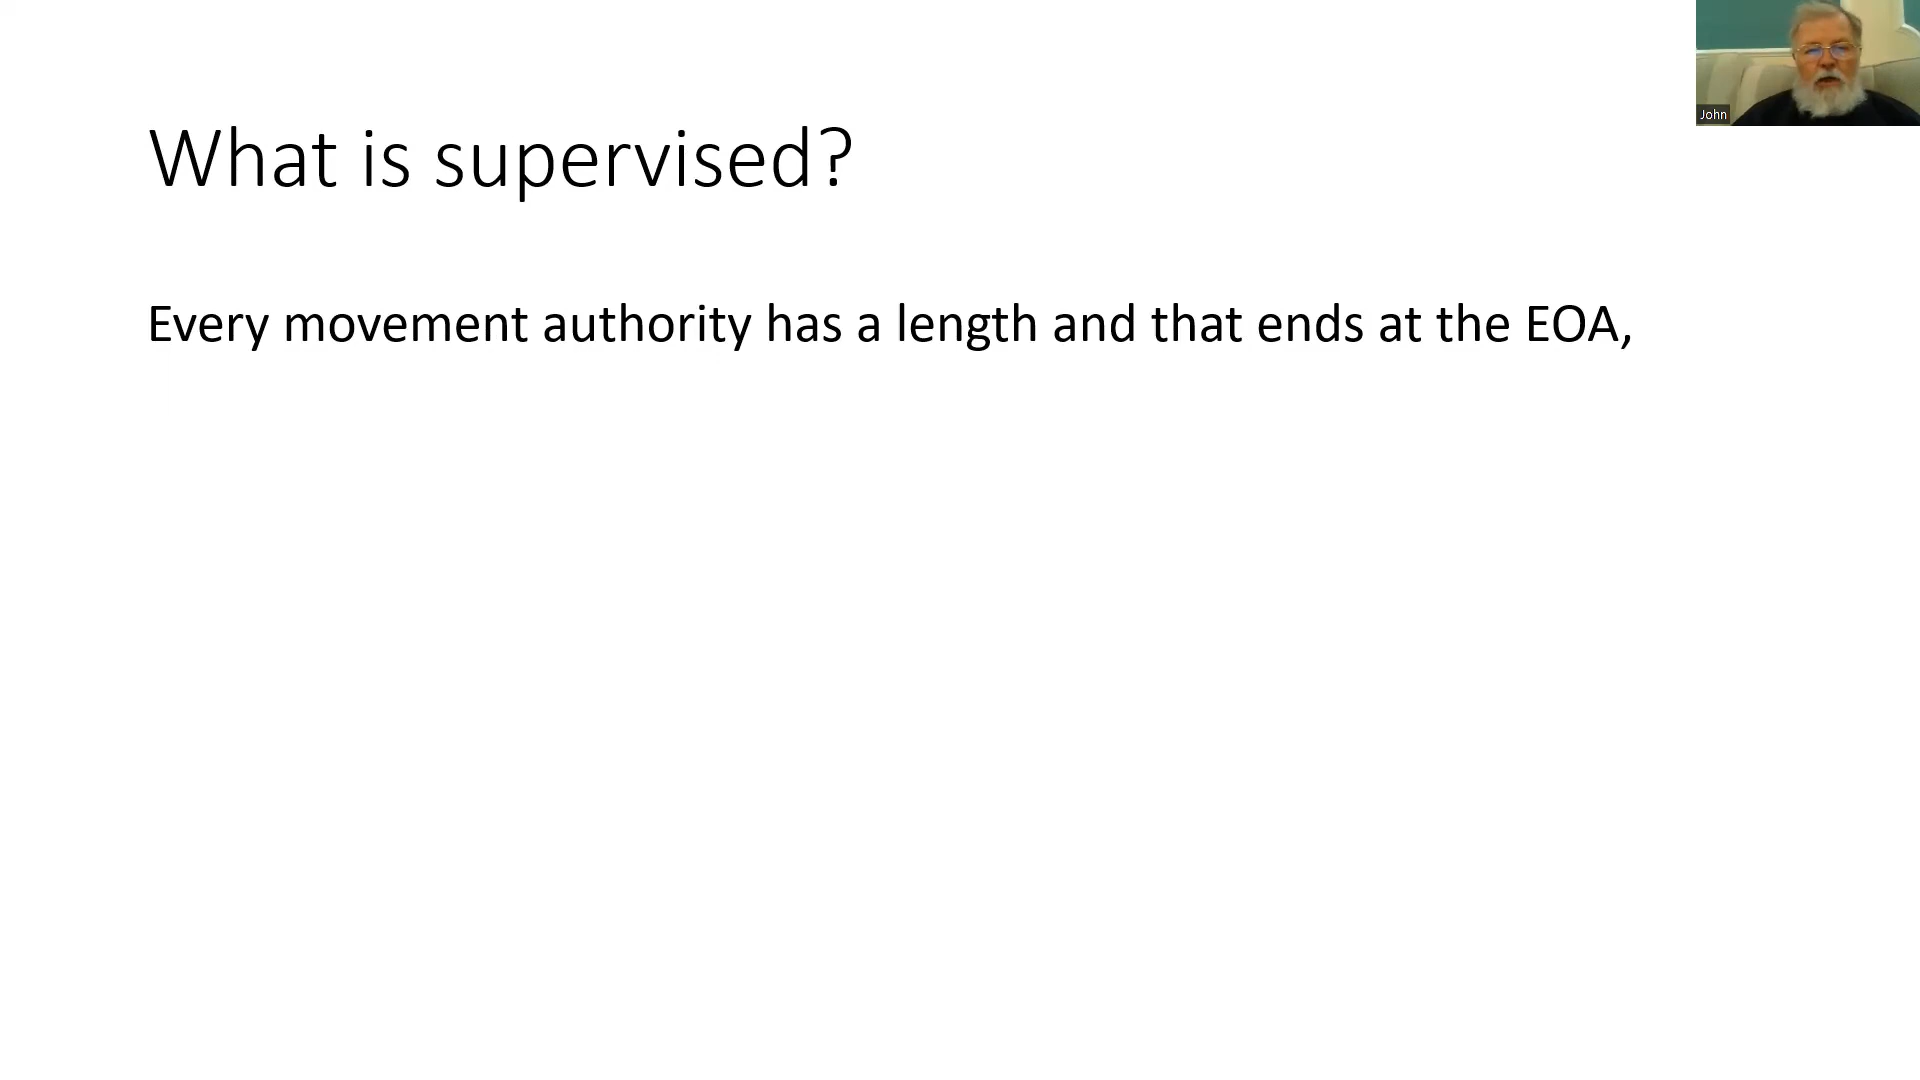 John
What is supervised?
Every movement authority has a length and that ends at the EOA,